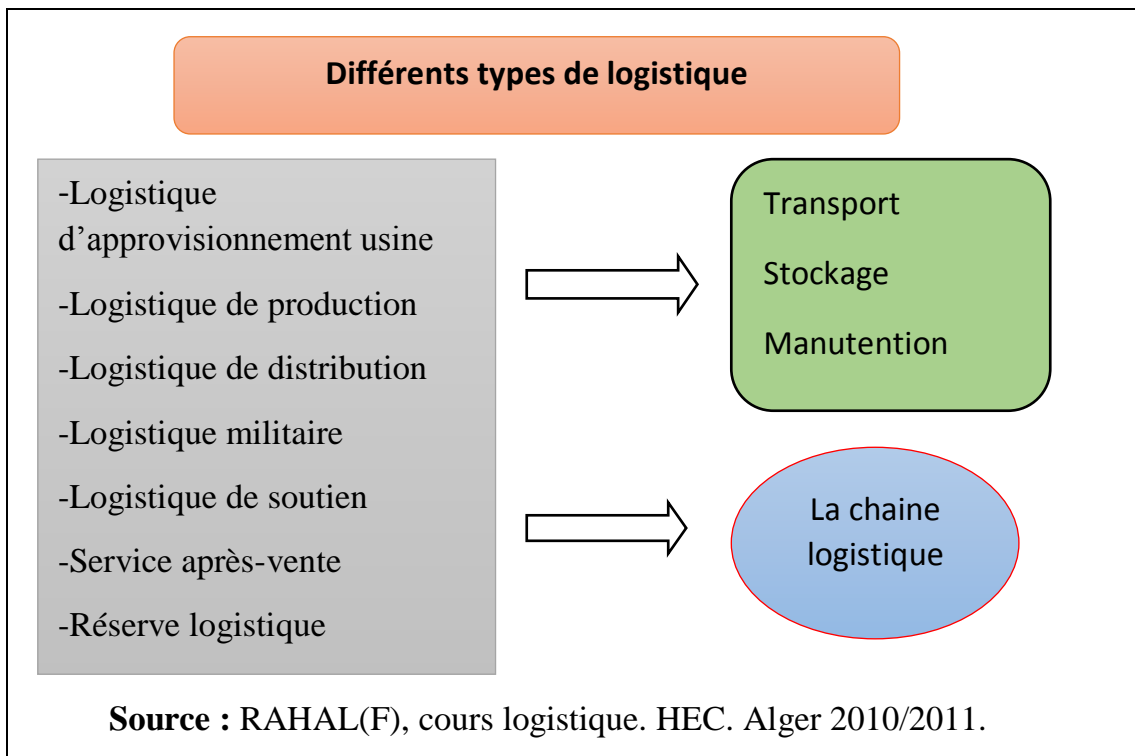 Différents types de logistique
-Logistique
d’approvisionnement usine
-Logistique de production
-Logistique de distribution
-Logistique militaire
-Logistique de soutien
-Service après-vente
-Réserve logistique
Transport
Stockage
Manutention
La chaine
logistique
Source : RAHAL(F), cours logistique. HEC. Alger 2010/2011.